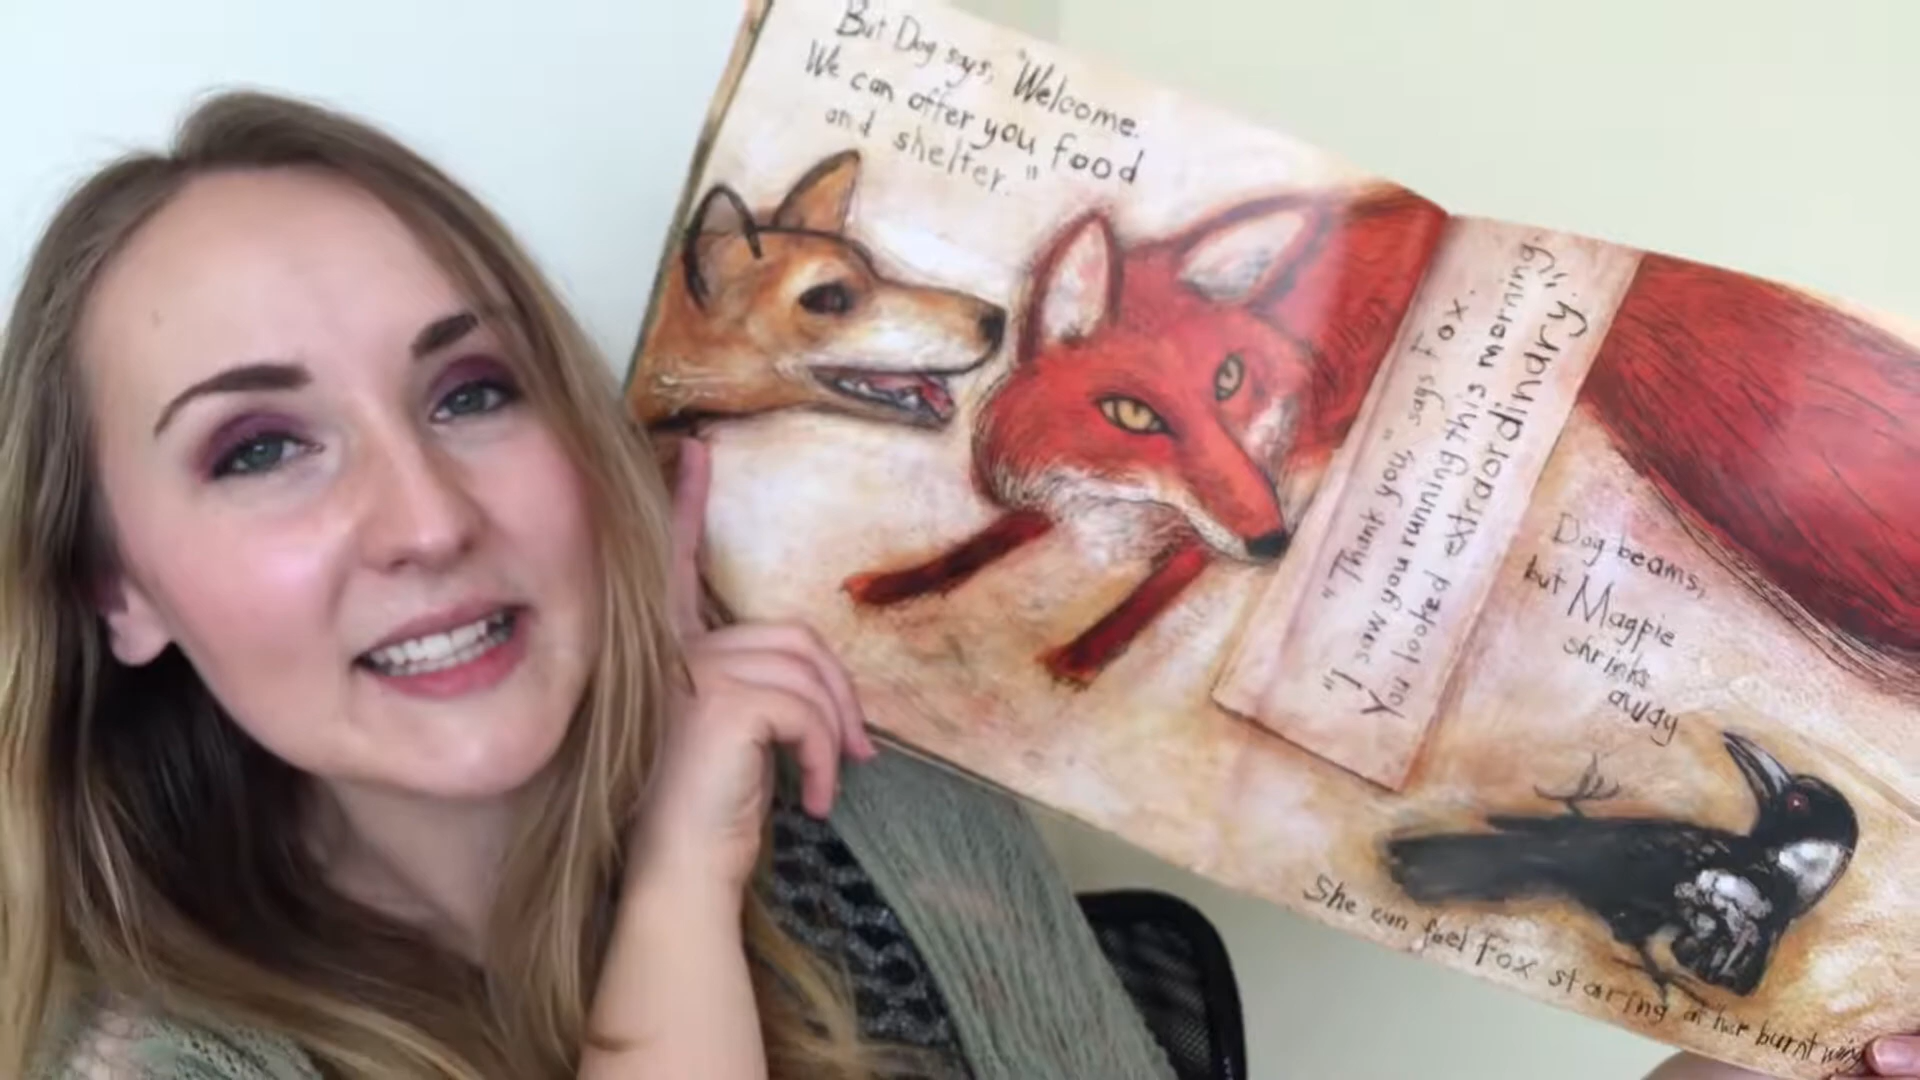 But Dog says, "Welcome.
We can offer you food
and shelter."
"Thank you," says Fox.
"I saw you running this morning.
You looked extraordinary."
Dog beams,
but Magpie
shrinks
away
She can feel Fox staring at her burnt wing